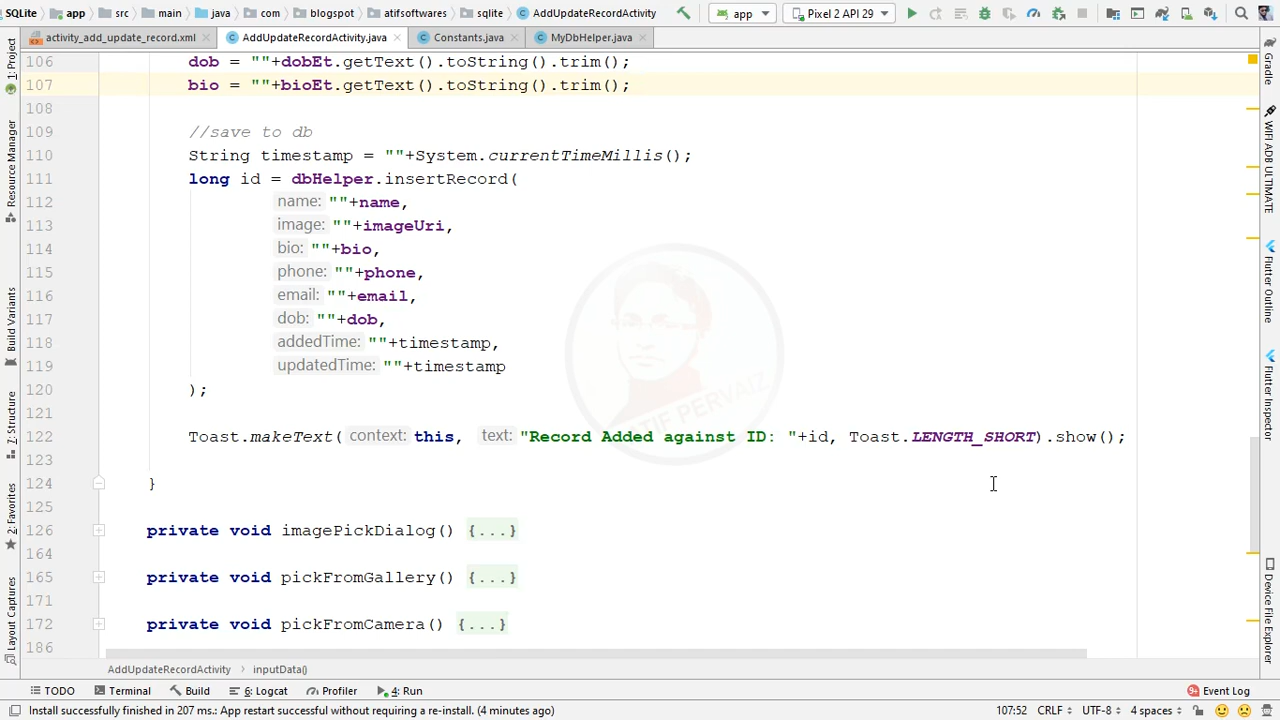 SQLite app src main java com blogspot atifsoftwares sqlite AddUpdateRecordActivity app Pixel 2 API 29
activity_add_update_record.xml AddUpdateRecordActivity.java Constants.java MyDbHelper.java
106 dob = ""+dobEt.getText().toString().trim();
107 bio = ""+bioEt.getText().toString().trim();
108
109 //save to db
110 String timestamp = ""+System.currentTimeMillis();
111 long id = dbHelper.insertRecord(
112 name: ""+name,
113 image: ""+imageUri,
114 bio: ""+bio,
115 phone: ""+phone,
116 email: ""+email,
117 dob: ""+dob,
118 addedTime: ""+timestamp,
119 updatedTime: ""+timestamp
120 );
121
122 Toast.makeText( context: this, text: "Record Added against ID: "+id, Toast.LENGTH_SHORT).show();
123
124 }
125
126 private void imagePickDialog() {...}
164
165 private void pickFromGallery() {...}
171
172 private void pickFromCamera() {...}
186
1: Project
Resource Manager
Build Variants
7: Structure
2: Favorites
Layout Captures
Gradle
WIFI ADB ULTIMATE
Flutter Outline
Flutter Inspector
Device File Explorer
ATIF PERVAIZ
AddUpdateRecordActivity inputData()
TODO Terminal Build 6: Logcat Profiler 4: Run 9+ Event Log
Install successfully finished in 207 ms.: App restart successful without requiring a re-install. (4 minutes ago) 107:52 CRLF UTF-8 4 spaces